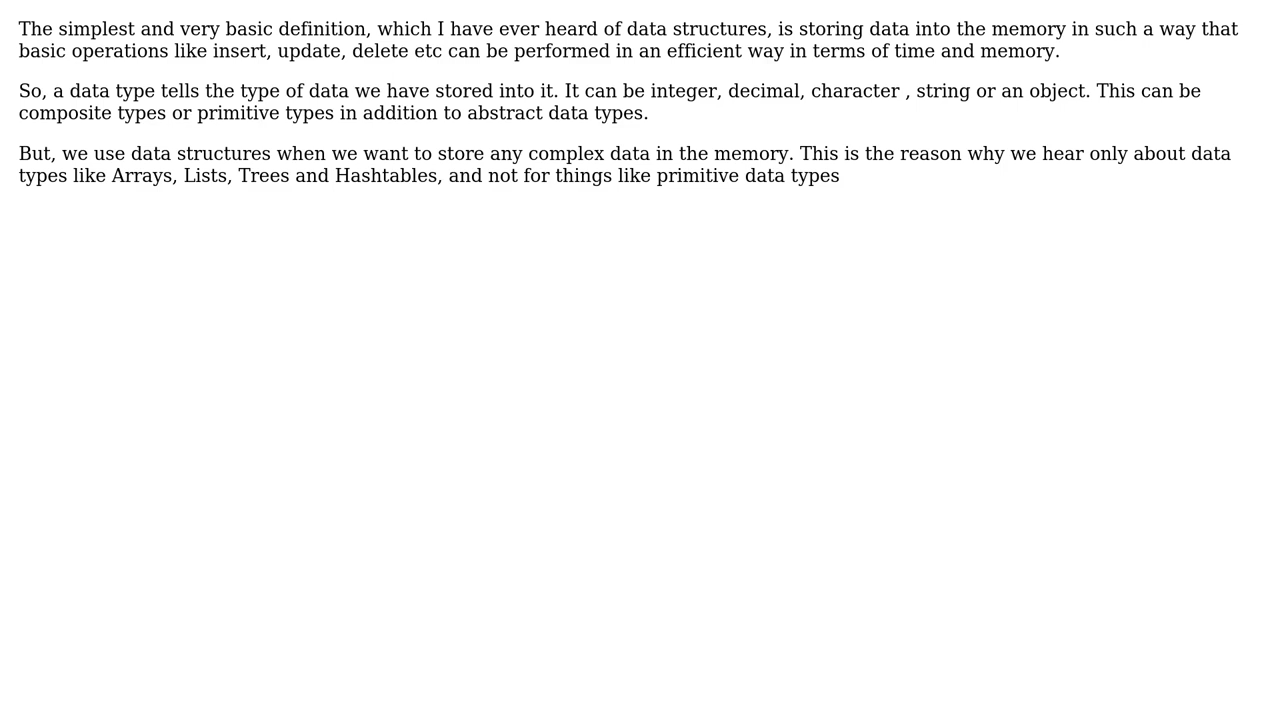 The simplest and very basic definition, which I have ever heard of data structures, is storing data into the memory in such a way that
basic operations like insert, update, delete etc can be performed in an efficient way in terms of time and memory.
So, a data type tells the type of data we have stored into it. It can be integer, decimal, character , string or an object. This can be
composite types or primitive types in addition to abstract data types.
But, we use data structures when we want to store any complex data in the memory. This is the reason why we hear only about data
types like Arrays, Lists, Trees and Hashtables, and not for things like primitive data types